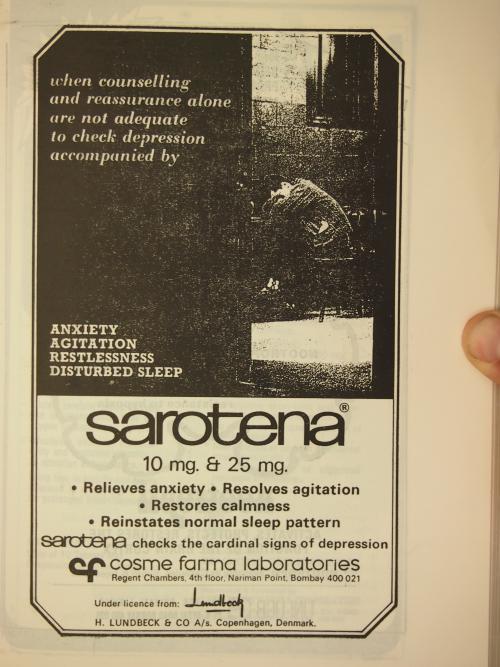 when counselling
and reassurance alone
are not adequate
to check depression
accompanied by
ANXIETY
AGITATION
RESTLESSNESS
DISTURBED SLEEP
sarotena®
10 mg. & 25 mg.
• Relieves anxiety • Resolves agitation
• Restores calmness
• Reinstates normal sleep pattern
sarotena checks the cardinal signs of depression
cf cosme farma laboratories
Regent Chambers, 4th floor, Nariman Point, Bombay 400 021
Under licence from: Lundbeck
H. LUNDBECK & CO A/s. Copenhagen, Denmark.